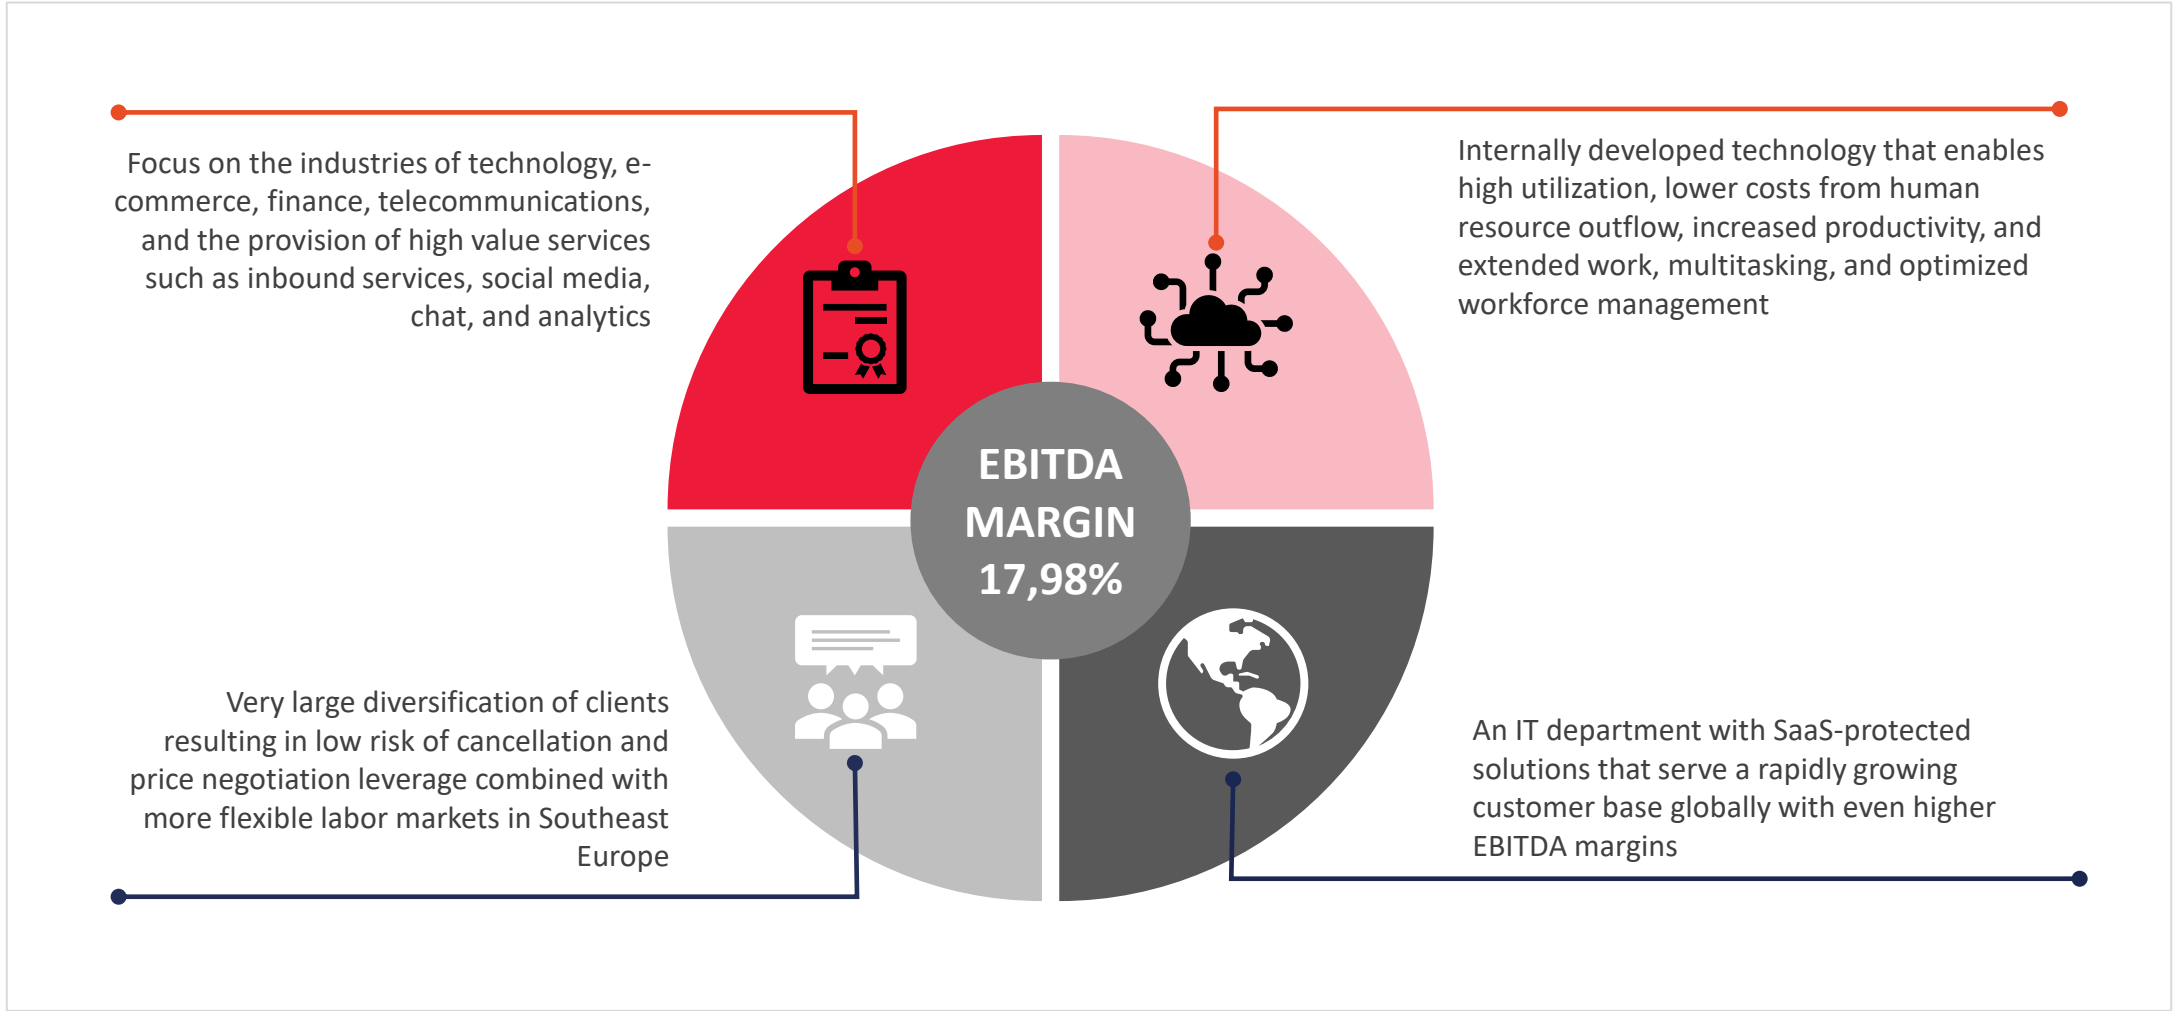 Focus on the industries of technology, e-
commerce, finance, telecommunications,
and the provision of high value services
such as inbound services, social media,
chat, and analytics
Internally developed technology that enables
high utilization, lower costs from human
resource outflow, increased productivity, and
extended work, multitasking, and optimized
workforce management
EBITDA
MARGIN
17,98%
Very large diversification of clients
resulting in low risk of cancellation and
price negotiation leverage combined with
more flexible labor markets in Southeast
Europe
An IT department with SaaS-protected
solutions that serve a rapidly growing
customer base globally with even higher
EBITDA margins